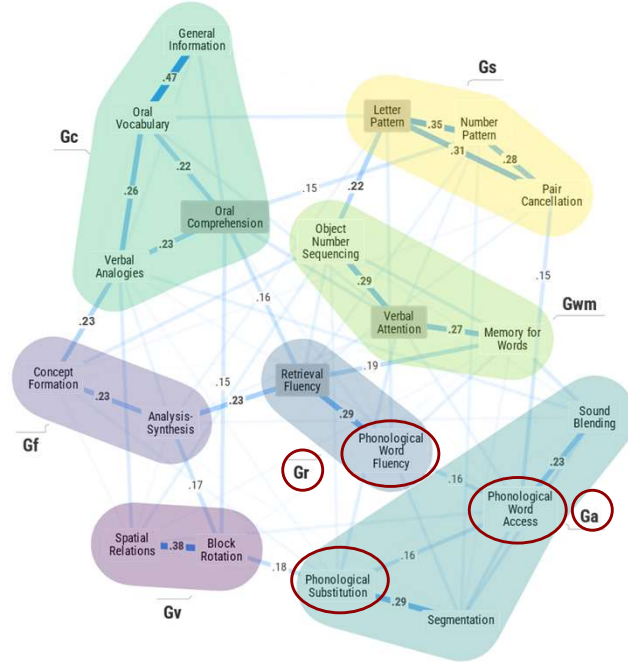 General
Information
Gs
.47
Letter
Pattern
.35
Number
Pattern
Oral
Vocabulary
.31
.28
Gc
.22
Pair
Cancellation
.26
.15
.22
Oral
Comprehension
Object
Number
Sequencing
.23
Verbal
Analogies
.29
.15
.16
Gwm
.23
Verbal
Attention
.27
Memory for
Words
Concept
Formation
.19
Retrieval
Fluency
.15
.23
.23
Analysis-
Synthesis
.29
Sound
Blending
Gf
Phonological
Word
Fluency
Gr
.23
.16
.17
Phonological
Word
Access
Ga
Spatial
Relations
.38
Block
Rotation
.16
.18
Phonological
Substitution
Gv
.29
Segmentation